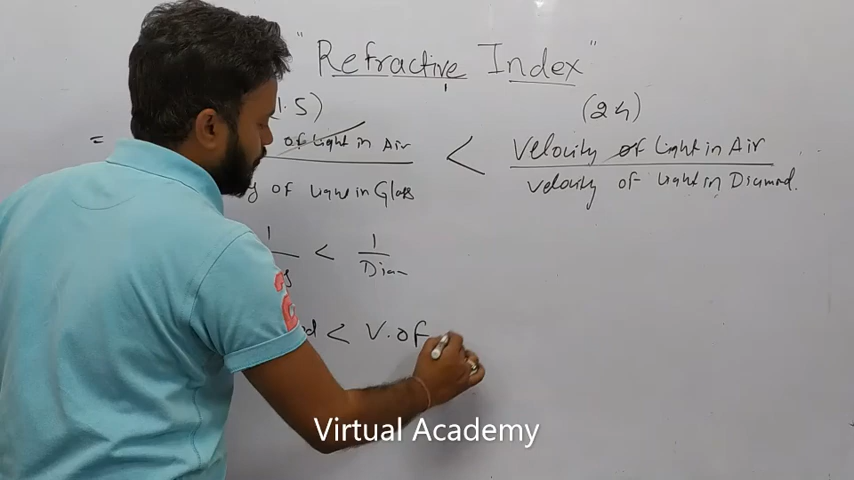 "Refractive Index"
1.5) (2.4)
= of Light in Air < Velocity of Light in Air
of Light in Glass velocity of Light in Diamond.
1 < 1
Diam
d < V. of
Virtual Academy